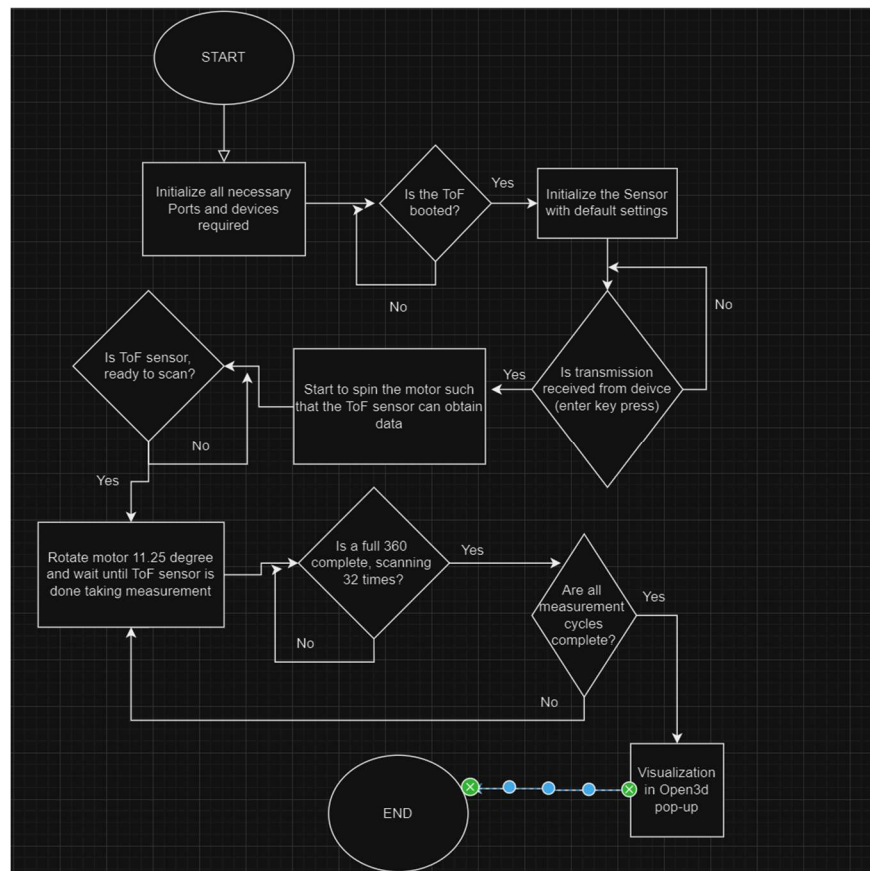 START
Initialize all necessary
Ports and devices
required
Is the ToF
booted?
Yes
No
Initialize the Sensor
with default settings
No
Is transmission
received from deivce
(enter key press)
Yes
Start to spin the motor such
that the ToF sensor can obtain
data
Is ToF sensor,
ready to scan?
No
Yes
Rotate motor 11.25 degree
and wait until ToF sensor is
done taking measurement
Is a full 360
complete, scanning
32 times?
No
Yes
Are all
measurement
cycles
complete?
Yes
No
Visualization
in Open3d
pop-up
END